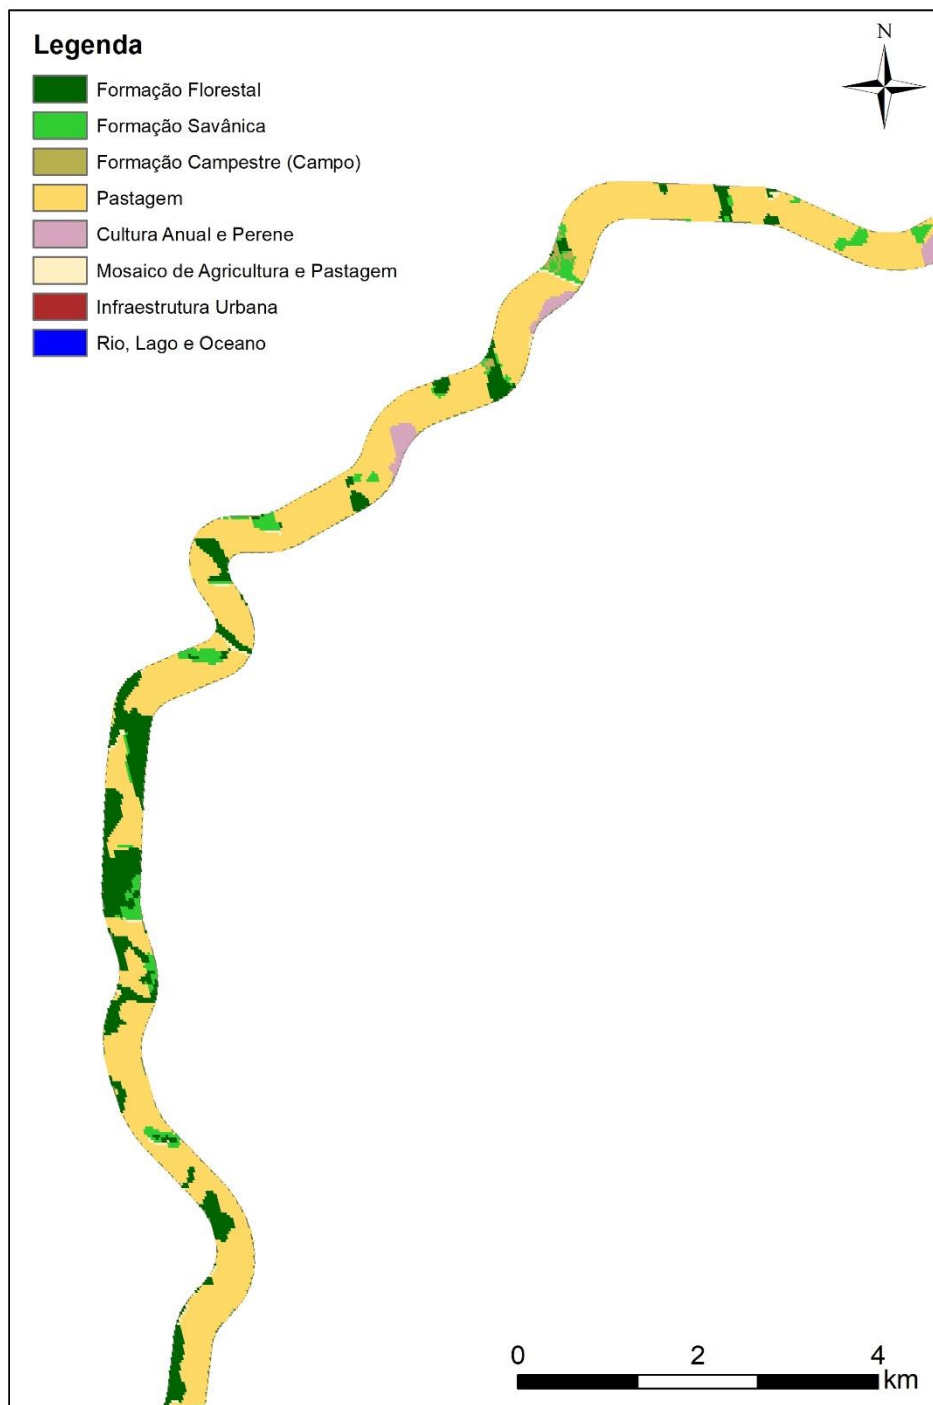 Legenda
Formação Florestal
Formação Savânica
Formação Campestre (Campo)
Pastagem
Cultura Anual e Perene
Mosaico de Agricultura e Pastagem
Infraestrutura Urbana
Rio, Lago e Oceano
N
0 2 4
km